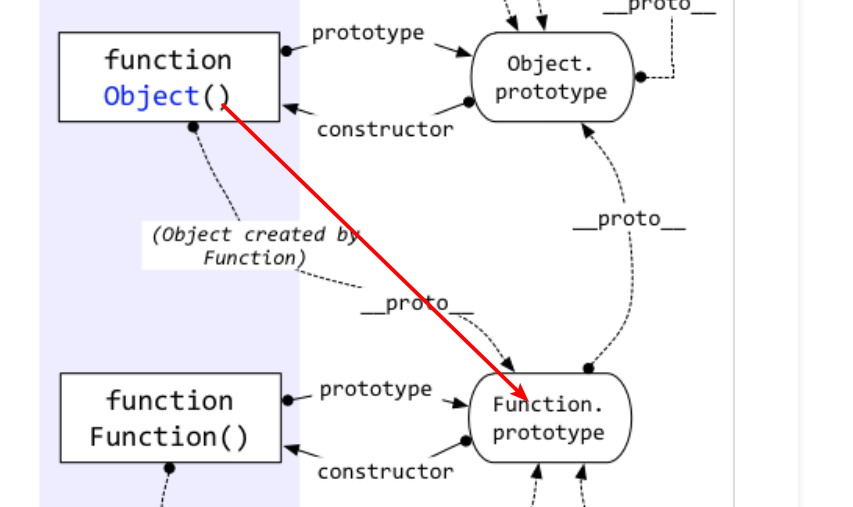 __proto__
function
Object()
prototype
Object.
prototype
constructor
__proto__
(Object created by
Function)
__proto__
function
Function()
prototype
Function.
prototype
constructor